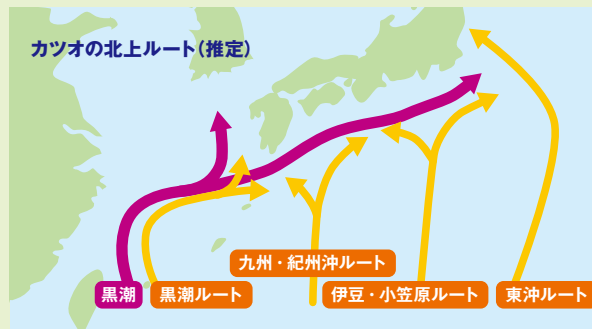 カツオの北上ルート(推定)
九州・紀州沖ルート
黒潮
黒潮ルート
伊豆・小笠原ルート
東沖ルート